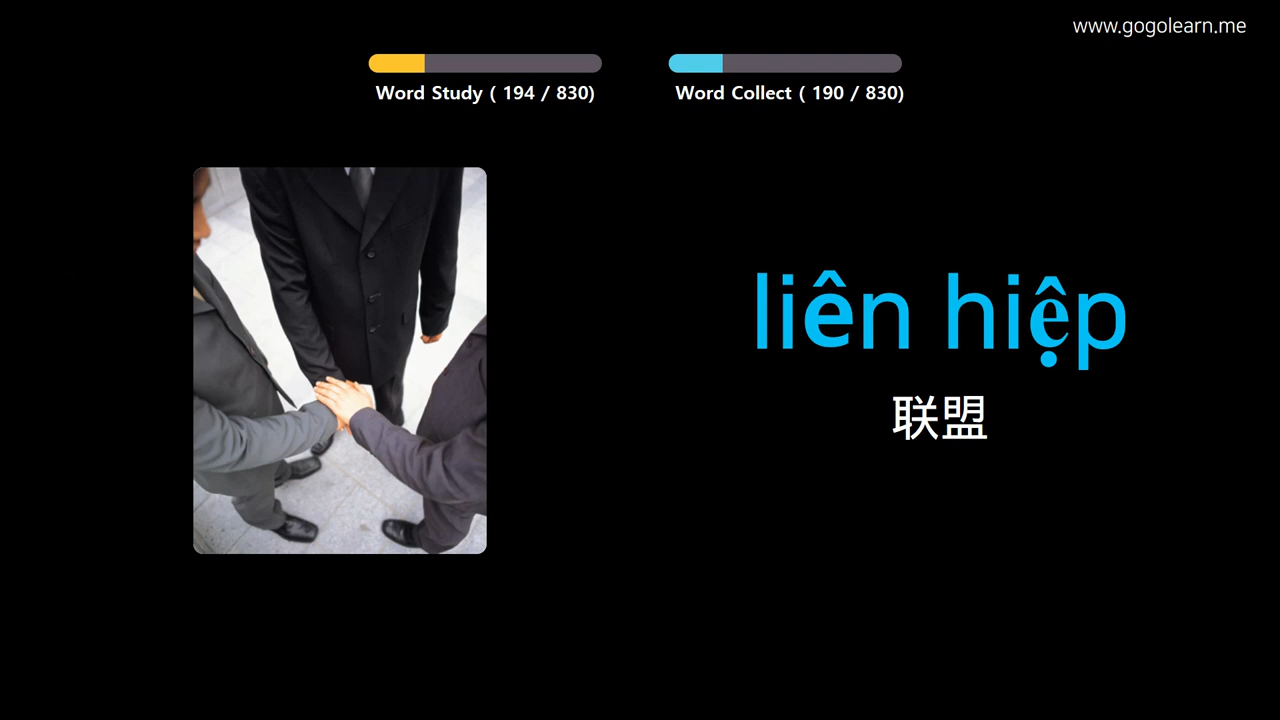 www.gogolearn.me
Word Study ( 194 / 830)
Word Collect ( 190 / 830)
liên hiệp
联盟